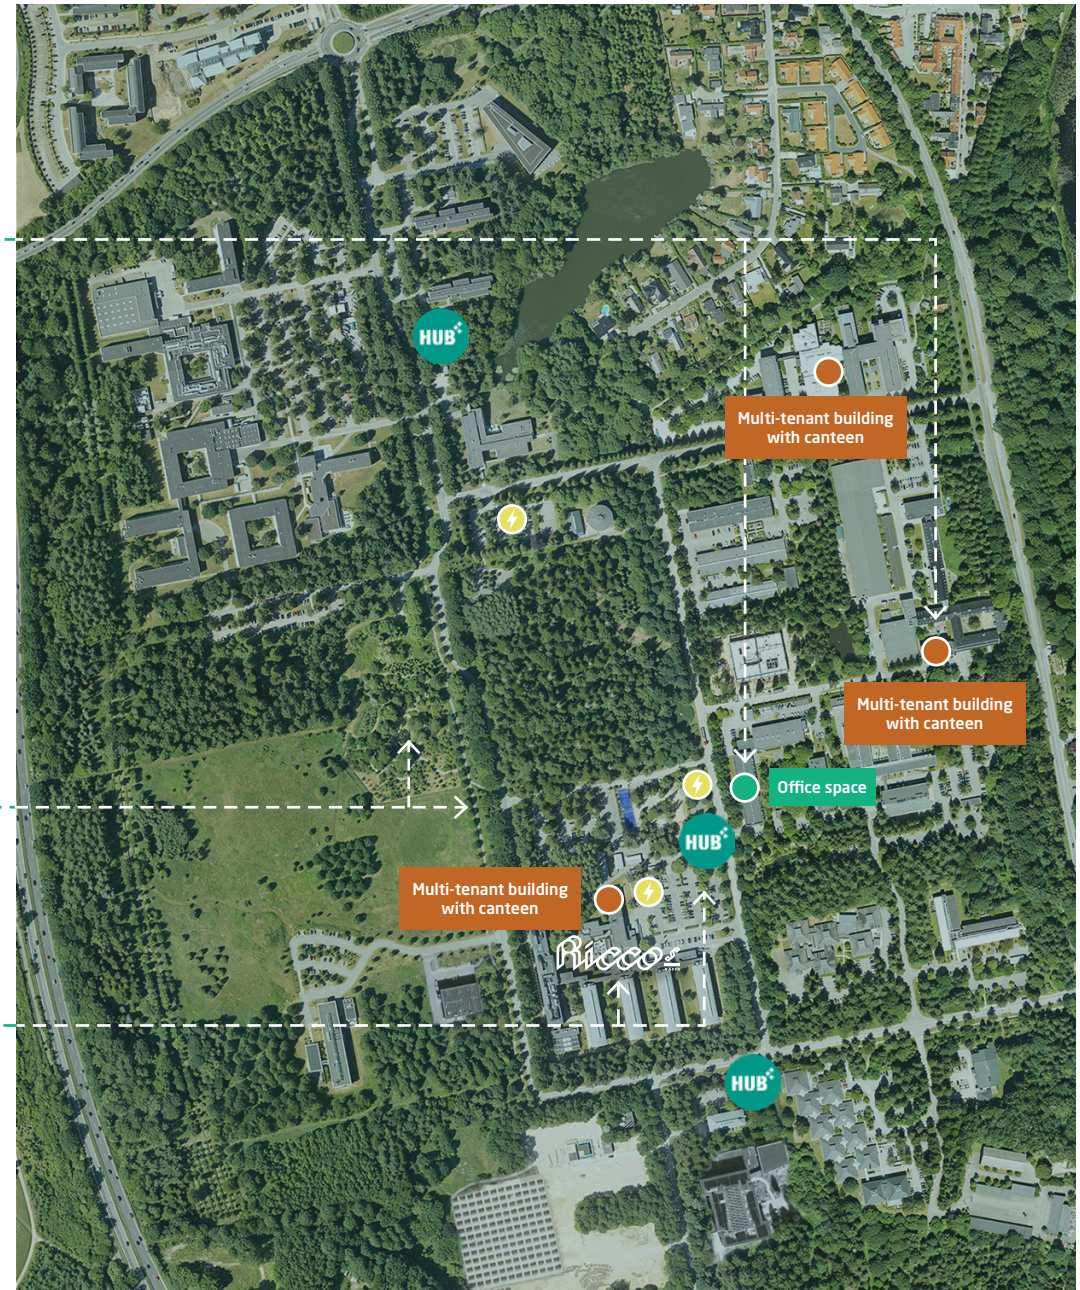 HUB
Multi-tenant building
with canteen
Multi-tenant building
with canteen
Office space
HUB
Multi-tenant building
with canteen
Riccos
HUB